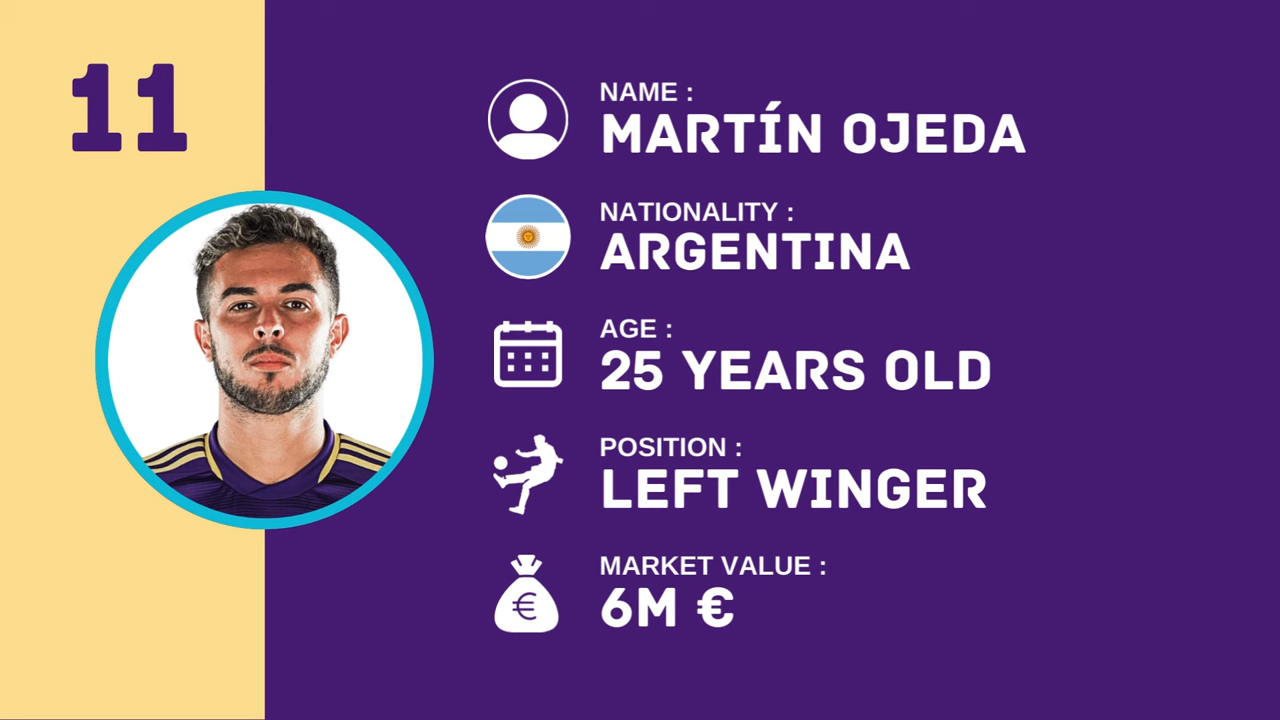 11
NAME :
MARTÍN OJEDA
NATIONALITY :
ARGENTINA
AGE :
25 YEARS OLD
POSITION :
LEFT WINGER
MARKET VALUE :
6M €
€